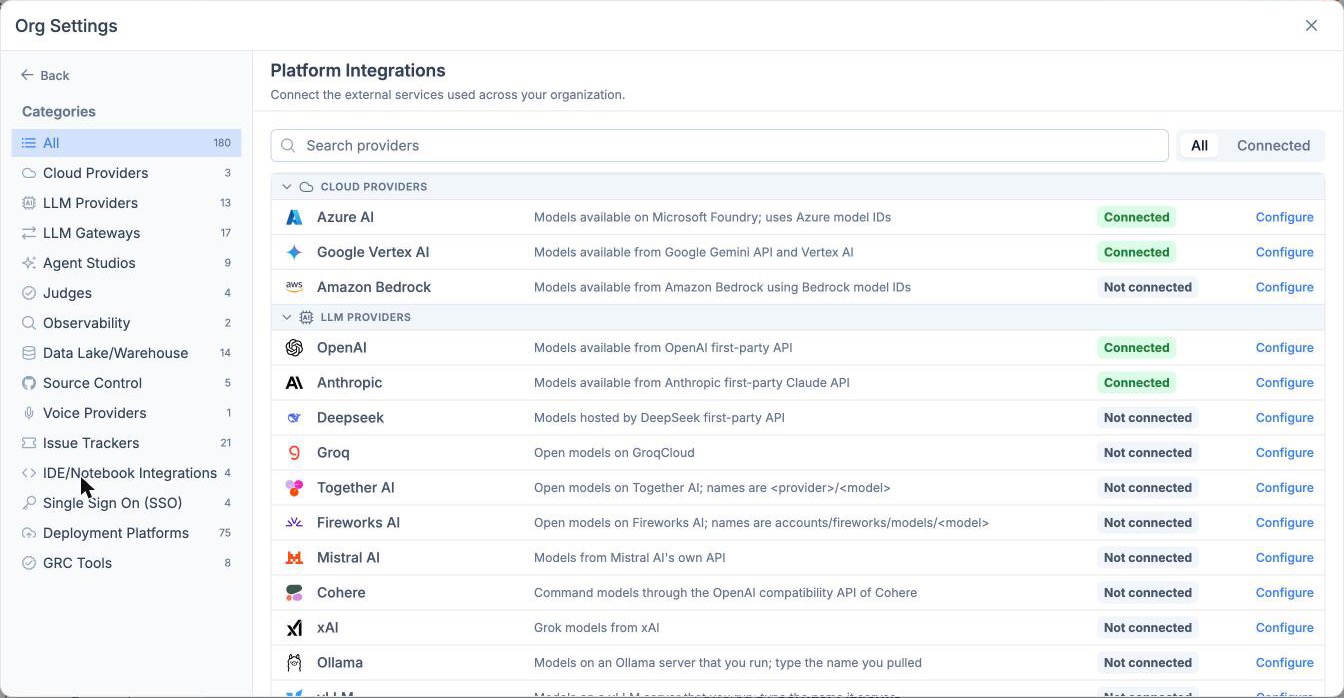 Org Settings
Back
Categories
All 180
Cloud Providers 3
LLM Providers 13
LLM Gateways 17
Agent Studios 9
Judges 4
Observability 2
Data Lake/Warehouse 14
Source Control 5
Voice Providers 1
Issue Trackers 21
IDE/Notebook Integrations 4
Single Sign On (SSO) 4
Deployment Platforms 75
GRC Tools 8
Platform Integrations
Connect the external services used across your organization.
Search providers
All Connected
CLOUD PROVIDERS
Azure AI Models available on Microsoft Foundry; uses Azure model IDs Connected Configure
Google Vertex AI Models available from Google Gemini API and Vertex AI Connected Configure
aws Amazon Bedrock Models available from Amazon Bedrock using Bedrock model IDs Not connected Configure
LLM PROVIDERS
OpenAI Models available from OpenAI first-party API Connected Configure
Anthropic Models available from Anthropic first-party Claude API Connected Configure
Deepseek Models hosted by DeepSeek first-party API Not connected Configure
Groq Open models on GroqCloud Not connected Configure
Together AI Open models on Together AI; names are <provider>/<model> Not connected Configure
Fireworks AI Open models on Fireworks AI; names are accounts/fireworks/models/<model> Not connected Configure
Mistral AI Models from Mistral AI's own API Not connected Configure
Cohere Command models through the OpenAI compatibility API of Cohere Not connected Configure
xAI Grok models from xAI Not connected Configure
Ollama Models on an Ollama server that you run; type the name you pulled Not connected Configure